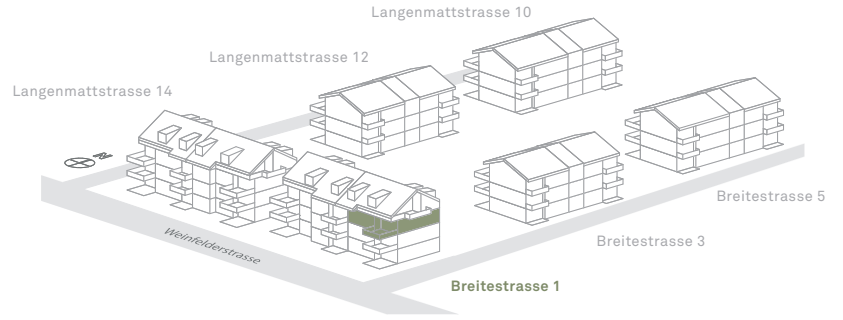 Langenmattstrasse 10
Langenmattstrasse 12
Langenmattstrasse 14
N
Breitestrasse 5
Weinfelderstrasse
Breitestrasse 3
Breitestrasse 1